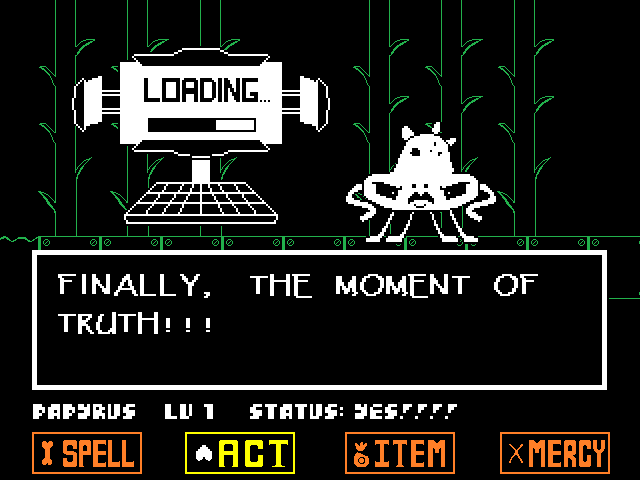 LOADING...
FINALLY, THE MOMENT OF
TRUTH!!!
PAPYRUS LV 1 STATUS: YES!!!!
SPELL ACT ITEM MERCY